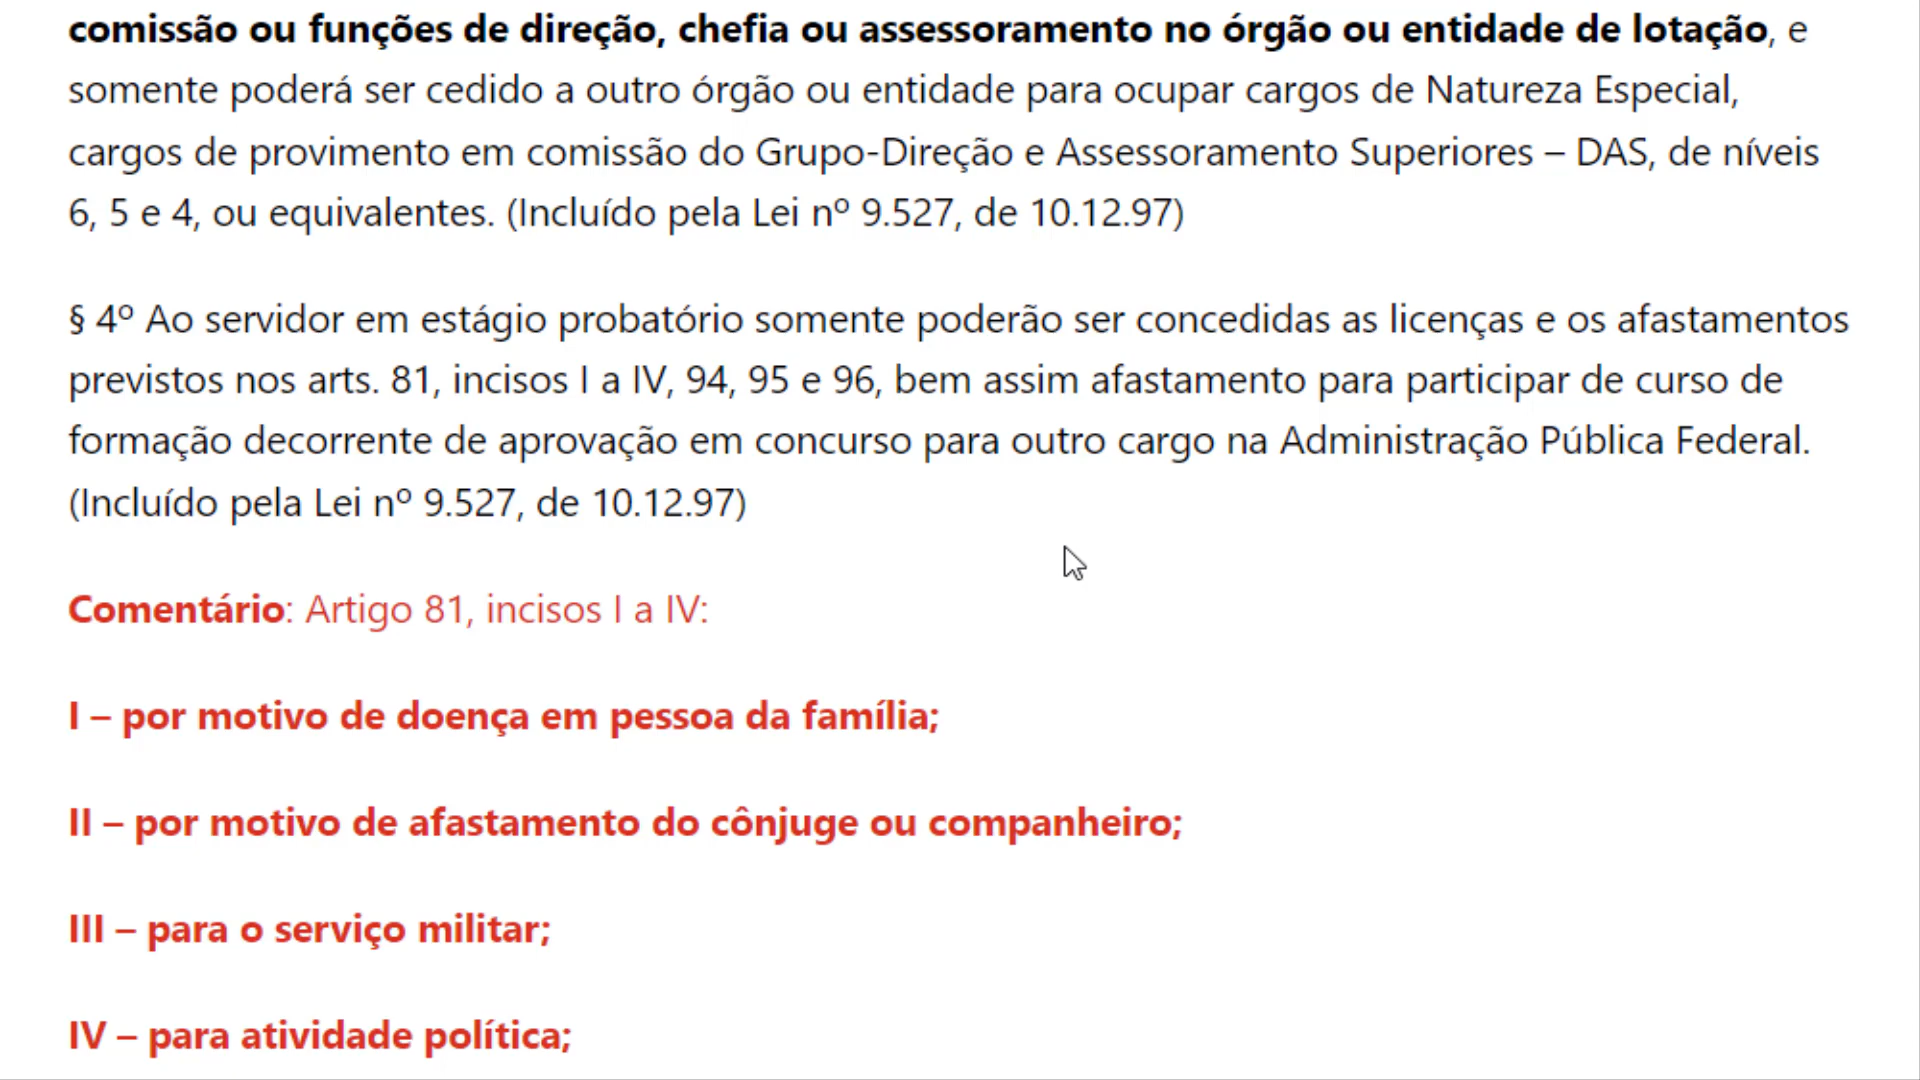 comissão ou funções de direção, chefia ou assessoramento no órgão ou entidade de lotação, e
somente poderá ser cedido a outro órgão ou entidade para ocupar cargos de Natureza Especial,
cargos de provimento em comissão do Grupo-Direção e Assessoramento Superiores – DAS, de níveis
6, 5 e 4, ou equivalentes. (Incluído pela Lei nº 9.527, de 10.12.97)
§ 4º Ao servidor em estágio probatório somente poderão ser concedidas as licenças e os afastamentos
previstos nos arts. 81, incisos I a IV, 94, 95 e 96, bem assim afastamento para participar de curso de
formação decorrente de aprovação em concurso para outro cargo na Administração Pública Federal.
(Incluído pela Lei nº 9.527, de 10.12.97)
Comentário: Artigo 81, incisos I a IV:
I – por motivo de doença em pessoa da família;
II – por motivo de afastamento do cônjuge ou companheiro;
III – para o serviço militar;
IV – para atividade política;